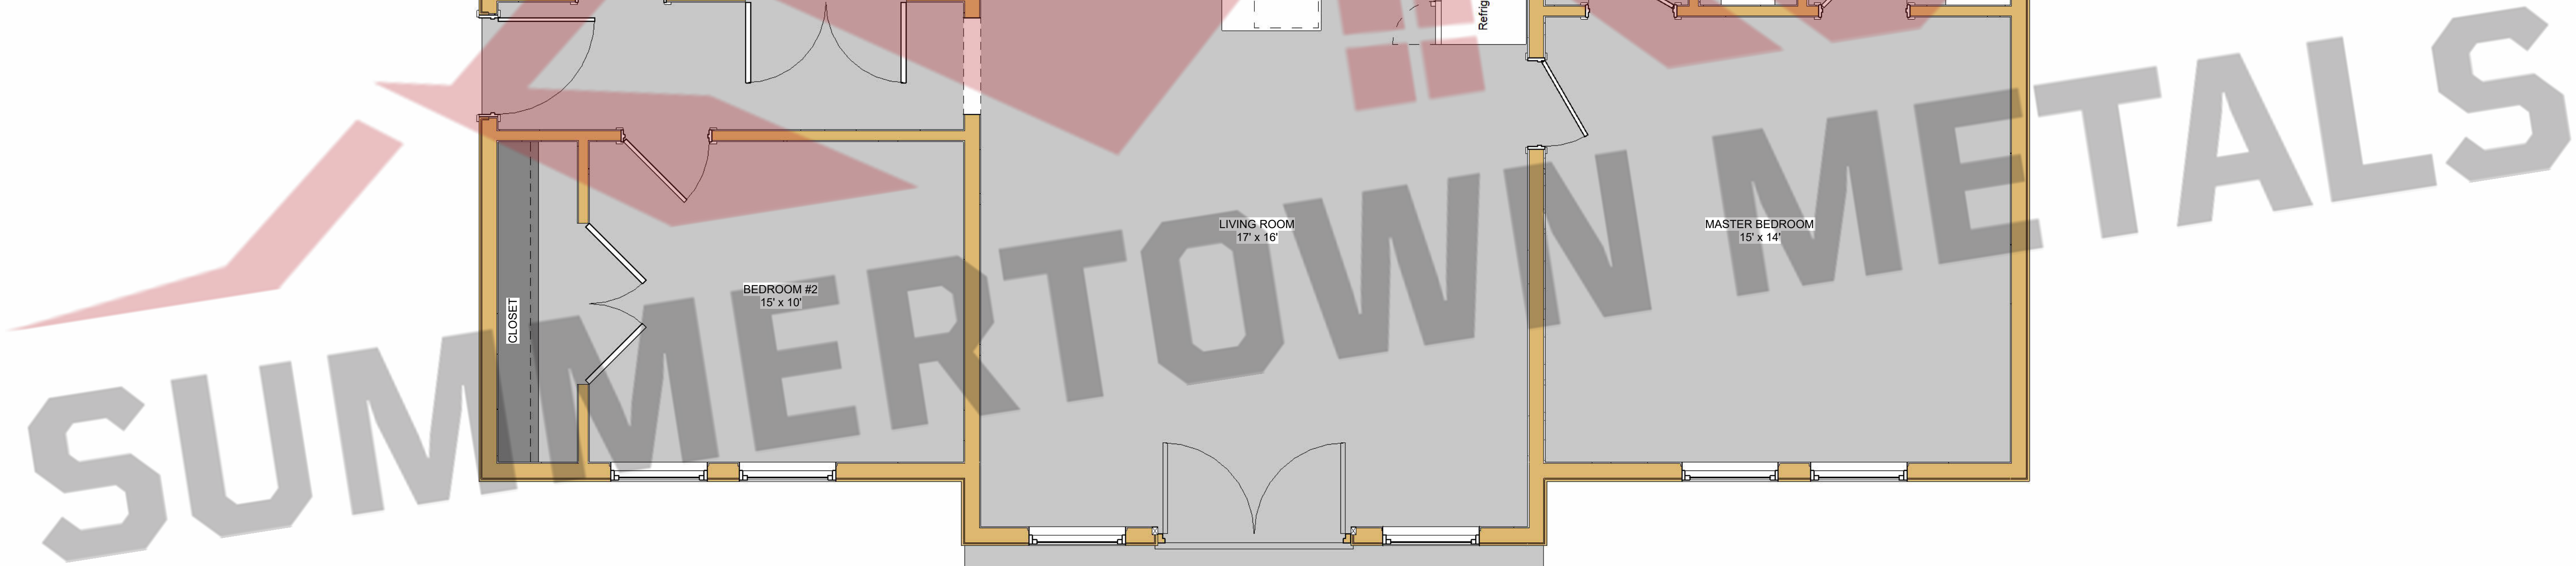 Refrig
LIVING ROOM
17' x 16'
MASTER BEDROOM
15' x 14'
BEDROOM #2
15' x 10'
CLOSET
SUMMERTOWN METALS